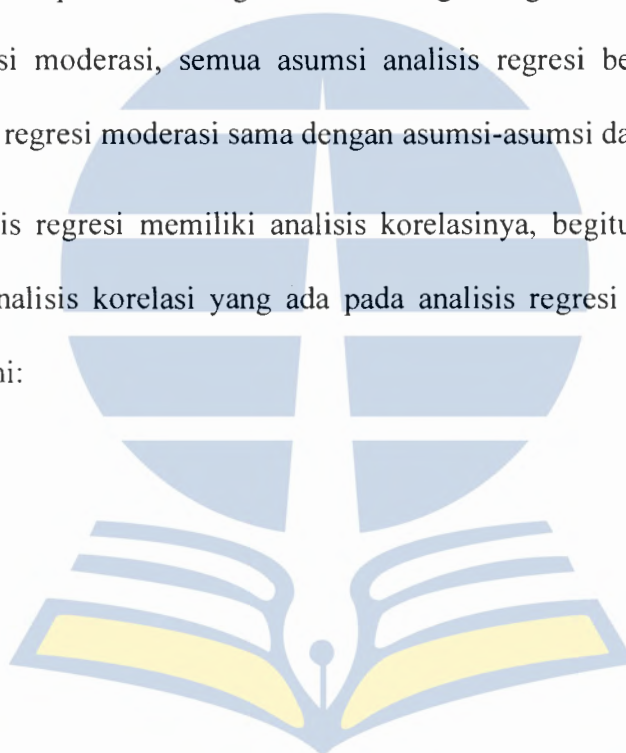 si moderasi, semua asumsi analisis regresi be
regresi moderasi sama dengan asumsi-asumsi da
is regresi memiliki analisis korelasinya, begitu
nalisis korelasi yang ada pada analisis regresi
ni: